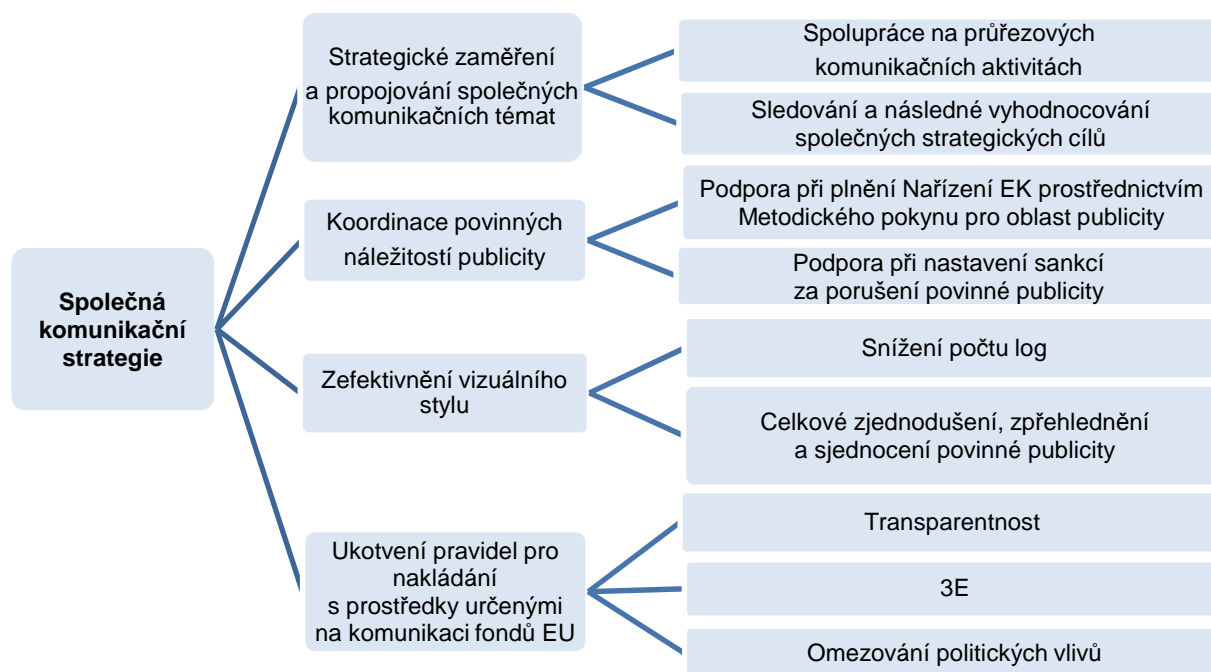 Společná
komunikační
strategie
Strategické zaměření
a propojování společných
komunikačních témat
Spolupráce na průřezových
komunikačních aktivitách
Sledování a následné vyhodnocování
společných strategických cílů
Koordinace povinných
náležitostí publicity
Podpora při plnění Nařízení EK prostřednictvím
Metodického pokynu pro oblast publicity
Podpora při nastavení sankcí
za porušení povinné publicity
Zefektivnění vizuálního
stylu
Snížení počtu log
Celkové zjednodušení, zpřehlednění
a sjednocení povinné publicity
Ukotvení pravidel pro
nakládání
s prostředky určenými
na komunikaci fondů EU
Transparentnost
3E
Omezování politických vlivů